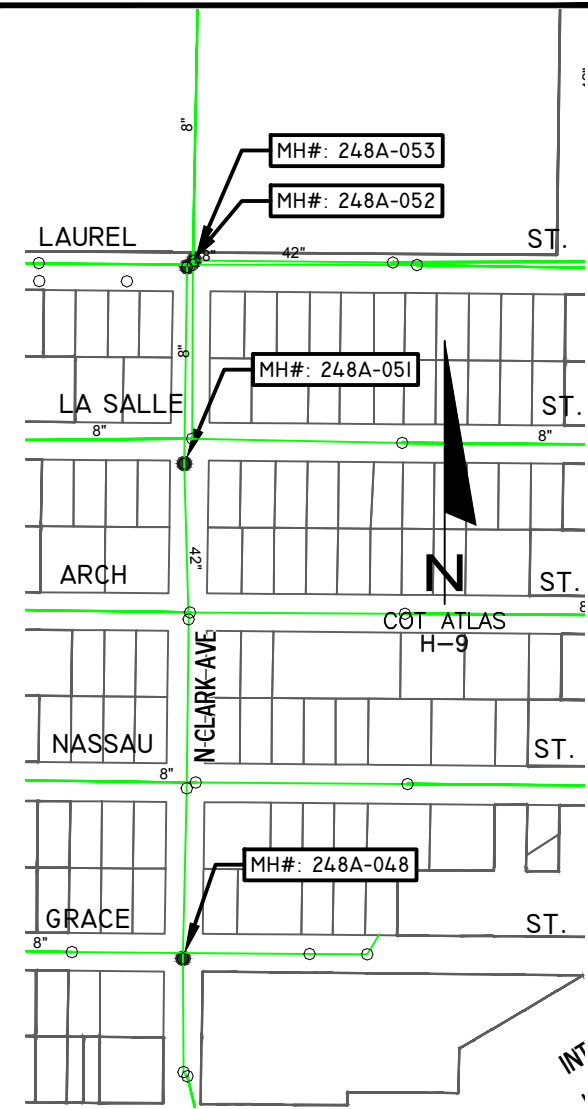 8"
MH#: 248A-053
MH#: 248A-052
LAUREL ST.
8" 42"
8"
MH#: 248A-051
LA SALLE ST.
8" 8"
42"
ARCH ST.
N
COT ATLAS
H-9
N CLARK AVE
NASSAU ST.
8"
MH#: 248A-048
GRACE ST.
8"
INT